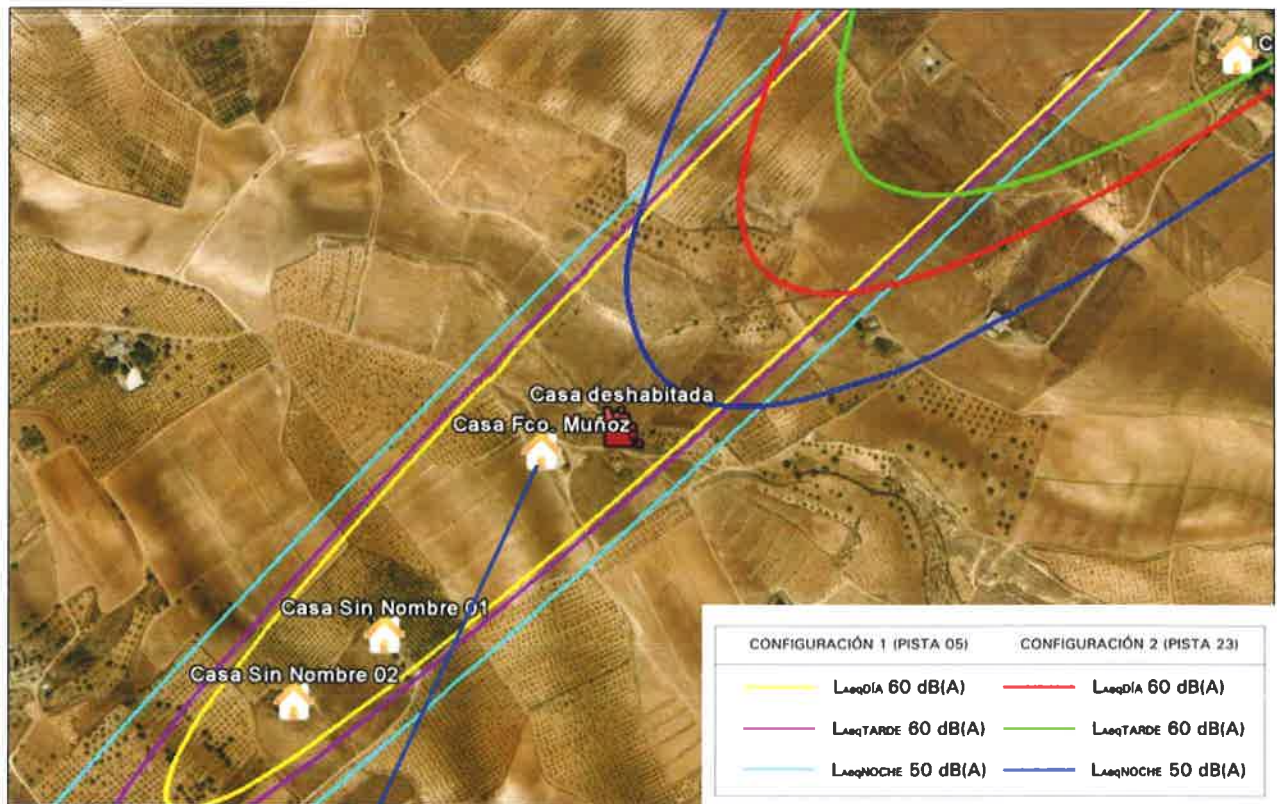 C
Casa deshabitada
Casa Fco. Muñoz
Casa Sin Nombre 01
Casa Sin Nombre 02
CONFIGURACIÓN 1 (PISTA 05) CONFIGURACIÓN 2 (PISTA 23)
LAeqDÍA 60 dB(A) LAeqDÍA 60 dB(A)
LAeqTARDE 60 dB(A) LAeqTARDE 60 dB(A)
LAeqNOCHE 50 dB(A) LAeqNOCHE 50 dB(A)